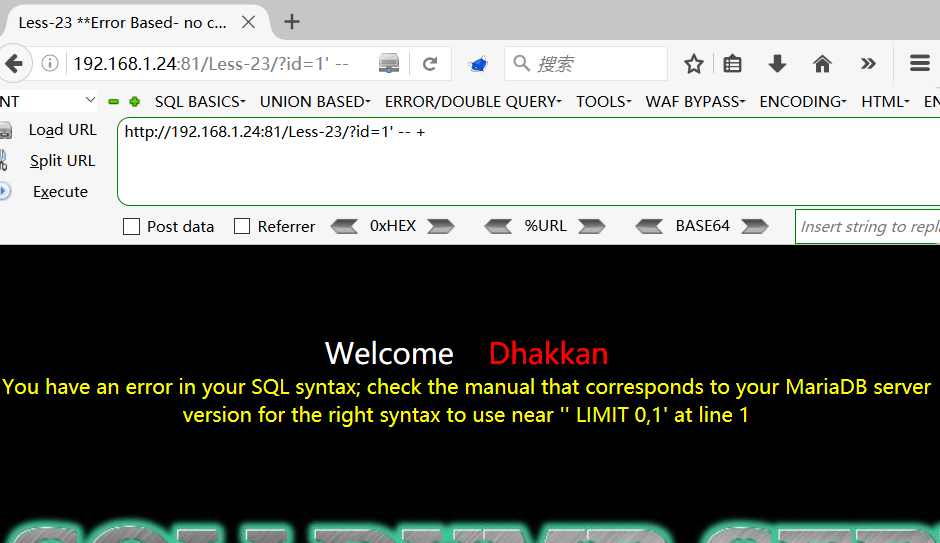 Less-23 **Error Based- no c...
192.168.1.24:81/Less-23/?id=1' --
搜索
NT
SQL BASICS
UNION BASED
ERROR/DOUBLE QUERY
TOOLS
WAF BYPASS
ENCODING
HTML
EN
Load URL
http://192.168.1.24:81/Less-23/?id=1' -- +
Split URL
Execute
Post data
Referrer
0xHEX
%URL
BASE64
Insert string to repla
Welcome Dhakkan
You have an error in your SQL syntax; check the manual that corresponds to your MariaDB server
version for the right syntax to use near '' LIMIT 0,1' at line 1